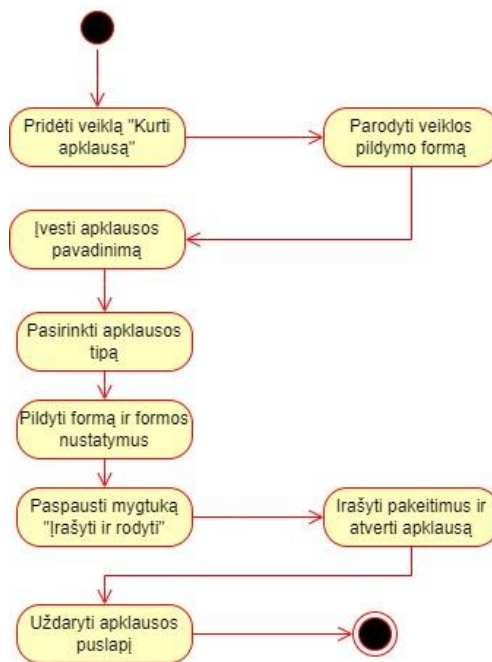 Pridėti veiklą "Kurti
apklausą"
Parodyti veiklos
pildymo formą
Įvesti apklausos
pavadinimą
Pasirinkti apklausos
tipą
Pildyti formą ir formos
nustatymus
Paspausti mygtuką
"Įrašyti ir rodyti"
Irašyti pakeitimus ir
atverti apklausą
Uždaryti apklausos
puslapį